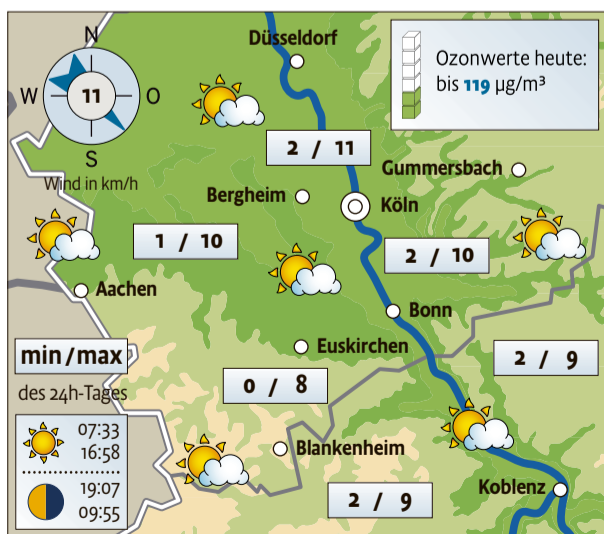 N
W
11
O
S
Wind in km/h
Düsseldorf
Ozonwerte heute:
bis 119 µg/m³
2 / 11
Gummersbach
Bergheim
Köln
1 / 10
2 / 10
Aachen
Bonn
Euskirchen
min/max
des 24h-Tages
2 / 9
0 / 8
07:33
16:58
Blankenheim
19:07
09:55
Koblenz
2 / 9